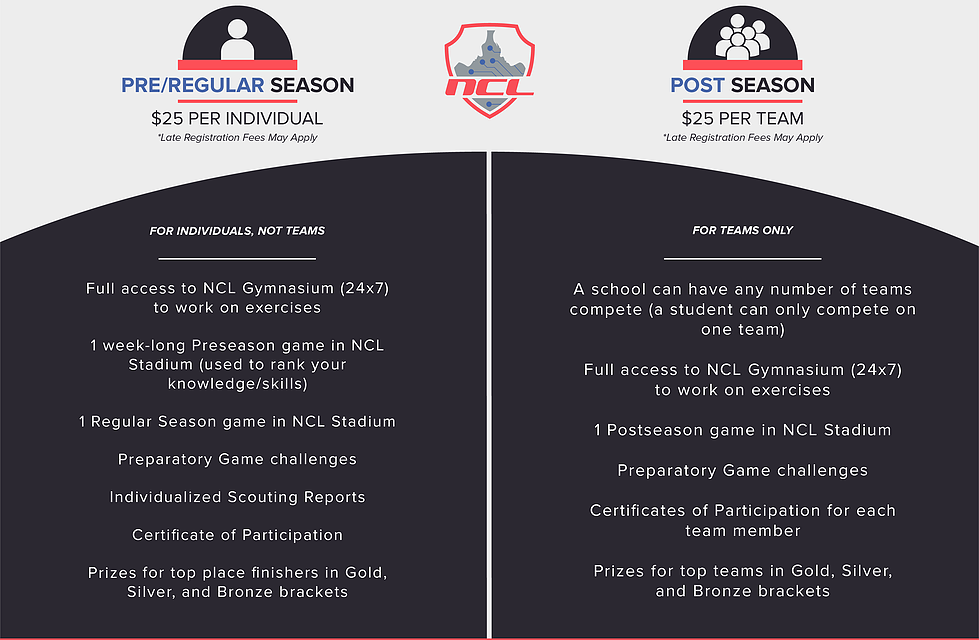 PRE/REGULAR SEASON
$25 PER INDIVIDUAL
*Late Registration Fees May Apply
NCL
POST SEASON
$25 PER TEAM
*Late Registration Fees May Apply
FOR INDIVIDUALS, NOT TEAMS
Full access to NCL Gymnasium (24x7)
to work on exercises
1 week-long Preseason game in NCL
Stadium (used to rank your
knowledge/skills)
1 Regular Season game in NCL Stadium
Preparatory Game challenges
Individualized Scouting Reports
Certificate of Participation
Prizes for top place finishers in Gold,
Silver, and Bronze brackets
FOR TEAMS ONLY
A school can have any number of teams
compete (a student can only compete on
one team)
Full access to NCL Gymnasium (24x7)
to work on exercises
1 Postseason game in NCL Stadium
Preparatory Game challenges
Certificates of Participation for each
team member
Prizes for top teams in Gold, Silver,
and Bronze brackets